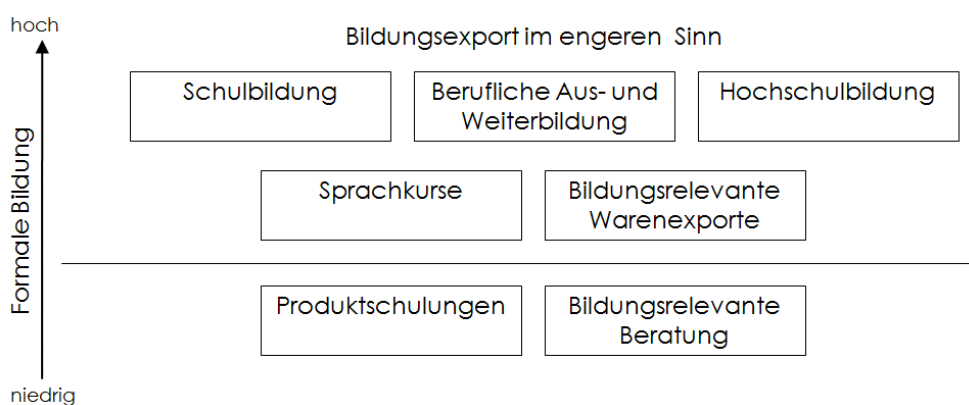 hoch
Bildungsexport im engeren Sinn
Schulbildung
Berufliche Aus- und
Weiterbildung
Hochschulbildung
Formale Bildung
Sprachkurse
Bildungsrelevante
Warenexporte
Produktschulungen
Bildungsrelevante
Beratung
niedrig